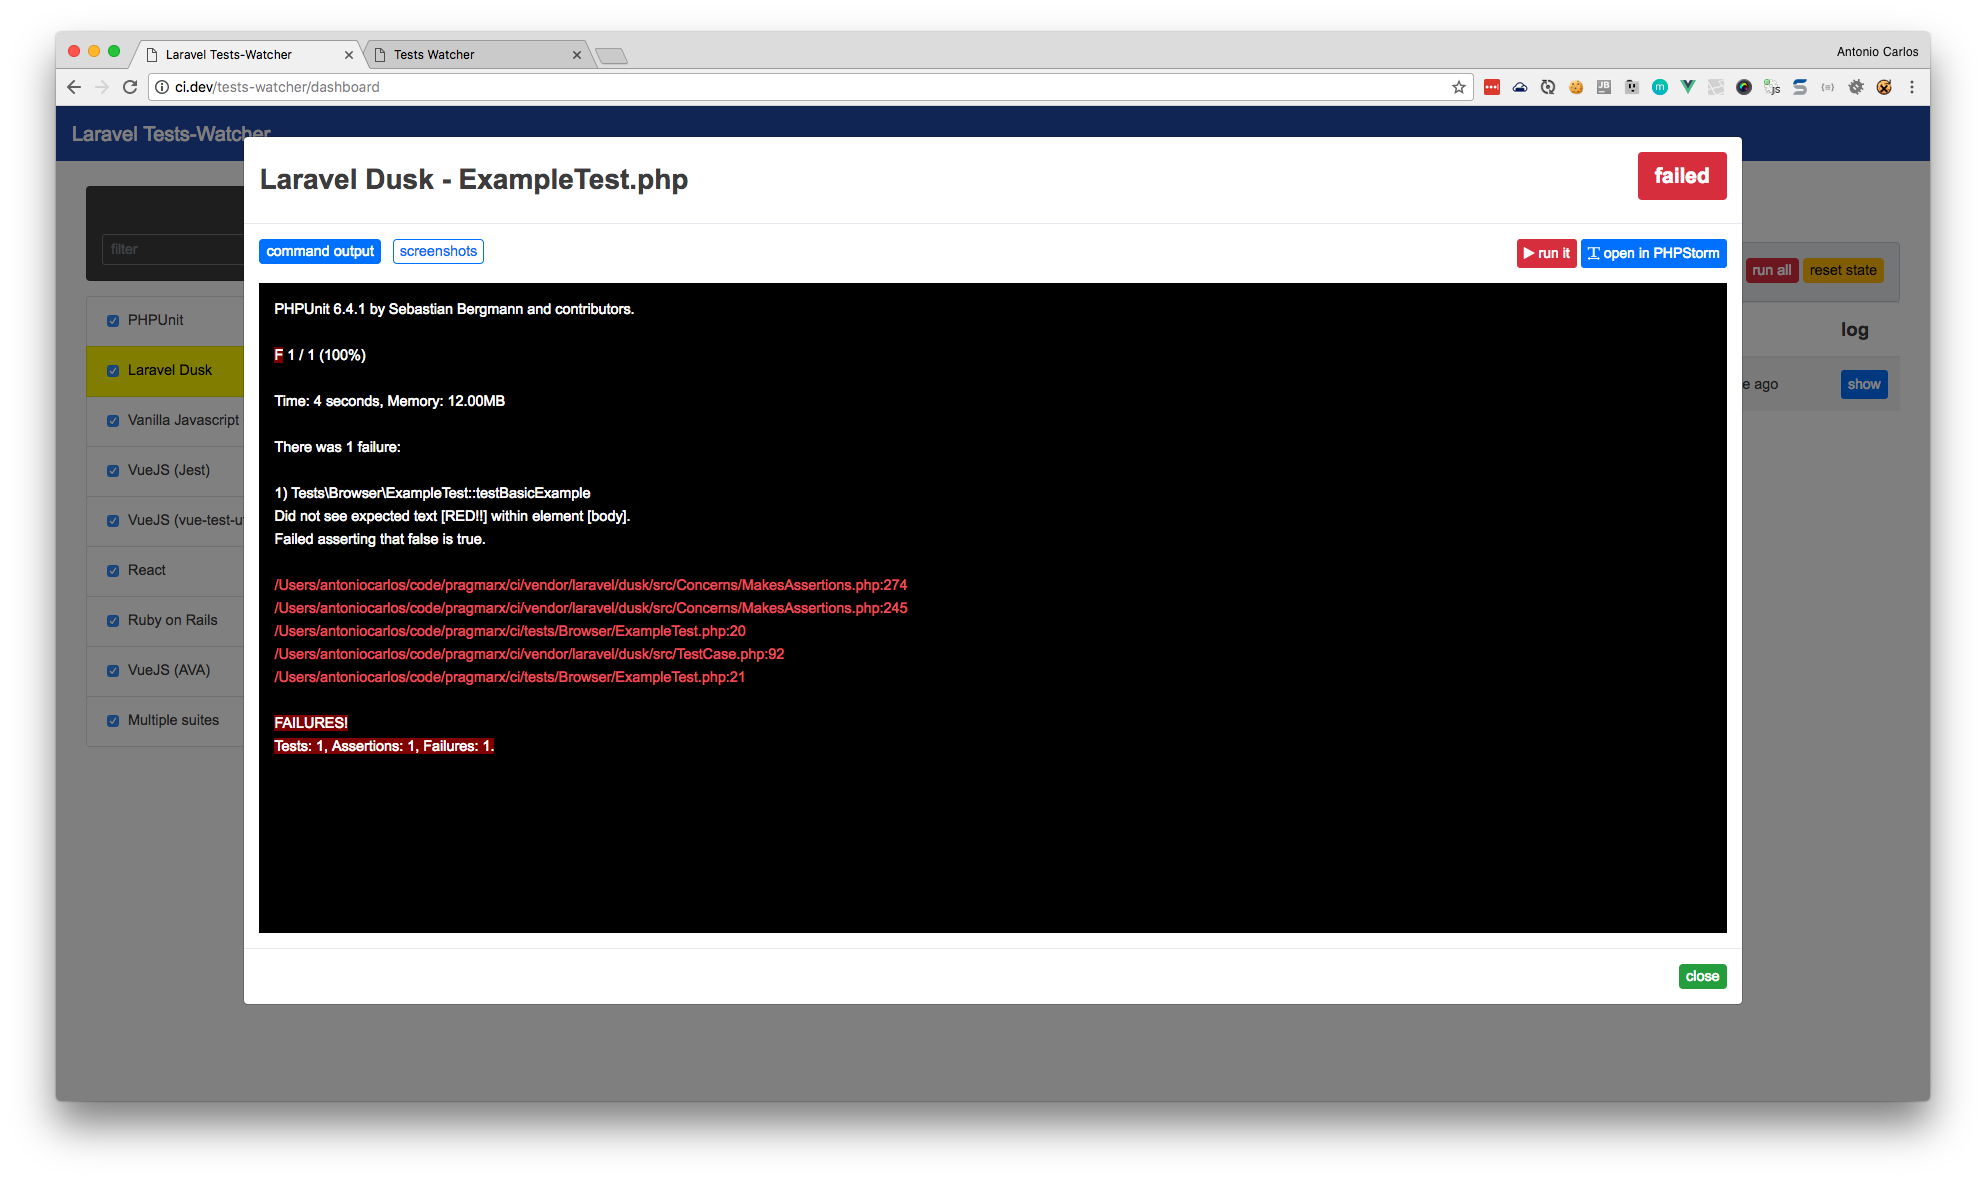 Laravel Tests-Watcher
Tests Watcher
Antonio Carlos
ci.dev/tests-watcher/dashboard
Laravel Tests-Watcher
Laravel Dusk - ExampleTest.php
failed
filter
command output
screenshots
run it
open in PHPStorm
run all
reset state
PHPUnit 6.4.1 by Sebastian Bergmann and contributors.
F 1 / 1 (100%)
Time: 4 seconds, Memory: 12.00MB
There was 1 failure:
1) Tests\Browser\ExampleTest::testBasicExample
Did not see expected text [RED!!] within element [body].
Failed asserting that false is true.
/Users/antoniocarlos/code/pragmarx/ci/vendor/laravel/dusk/src/Concerns/MakesAssertions.php:274
/Users/antoniocarlos/code/pragmarx/ci/vendor/laravel/dusk/src/Concerns/MakesAssertions.php:245
/Users/antoniocarlos/code/pragmarx/ci/tests/Browser/ExampleTest.php:20
/Users/antoniocarlos/code/pragmarx/ci/vendor/laravel/dusk/src/TestCase.php:92
/Users/antoniocarlos/code/pragmarx/ci/tests/Browser/ExampleTest.php:21
FAILURES!
Tests: 1, Assertions: 1, Failures: 1.
PHPUnit
Laravel Dusk
Vanilla Javascript
VueJS (Jest)
VueJS (vue-test-u
React
Ruby on Rails
VueJS (AVA)
Multiple suites
log
e ago
show
close